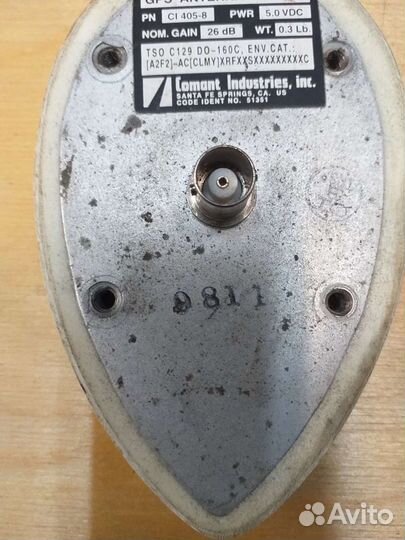 GPS ANTENNA
PN CI 405-8 PWR 5.0 VDC
NOM. GAIN 26 dB WT. 0.3 Lb.
TSO C129 DO-160C, ENV.CAT.:
[A2F2]-AC[CLMY]XRFXXSXXXXXXXXXC
Comant Industries, inc.
SANTA FE SPRINGS, CA. US
CODE IDENT NO. 51351
9811
Avito